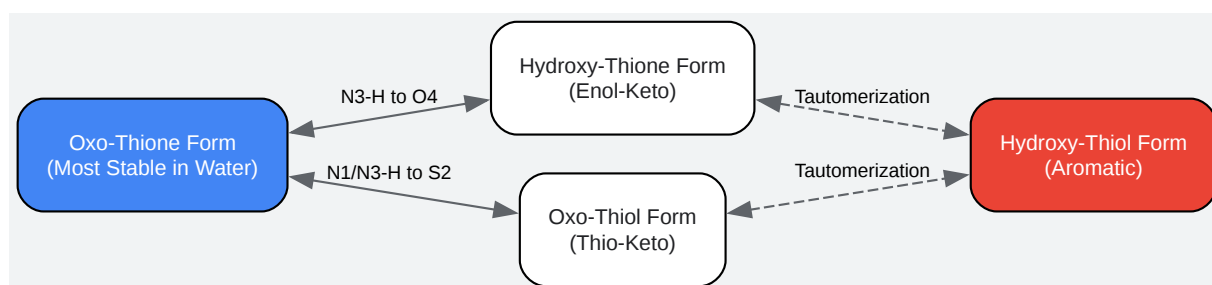 Hydroxy-Thione Form
(Enol-Keto)
N3-H to O4
Tautomerization
Oxo-Thione Form
(Most Stable in Water)
Hydroxy-Thiol Form
(Aromatic)
N1/N3-H to S2
Tautomerization
Oxo-Thiol Form
(Thio-Keto)